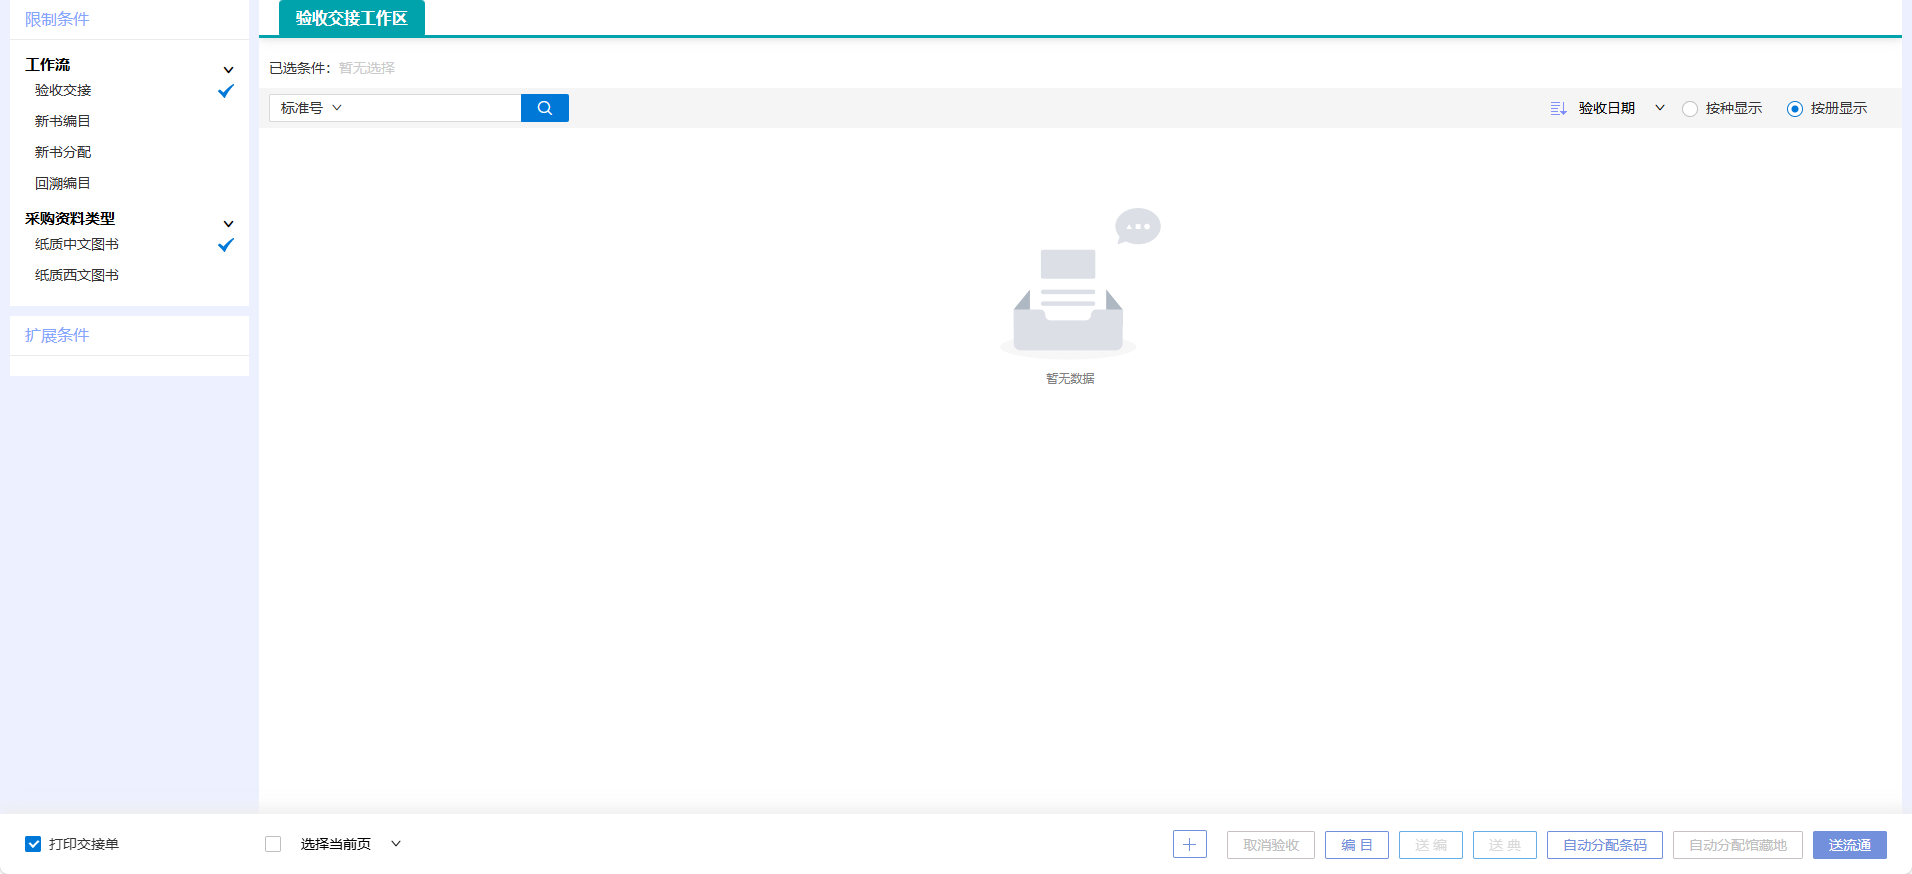 限制条件
工作流
验收交接
新书编目
新书分配
回溯编目
采购资料类型
纸质中文图书
纸质西文图书
扩展条件
验收交接工作区
已选条件：暂无选择
标准号
验收日期 按种显示 按册显示
暂无数据
打印交接单 选择当前页 取消验收 编 目 送 编 送 典 自动分配条码 自动分配馆藏地 送流通